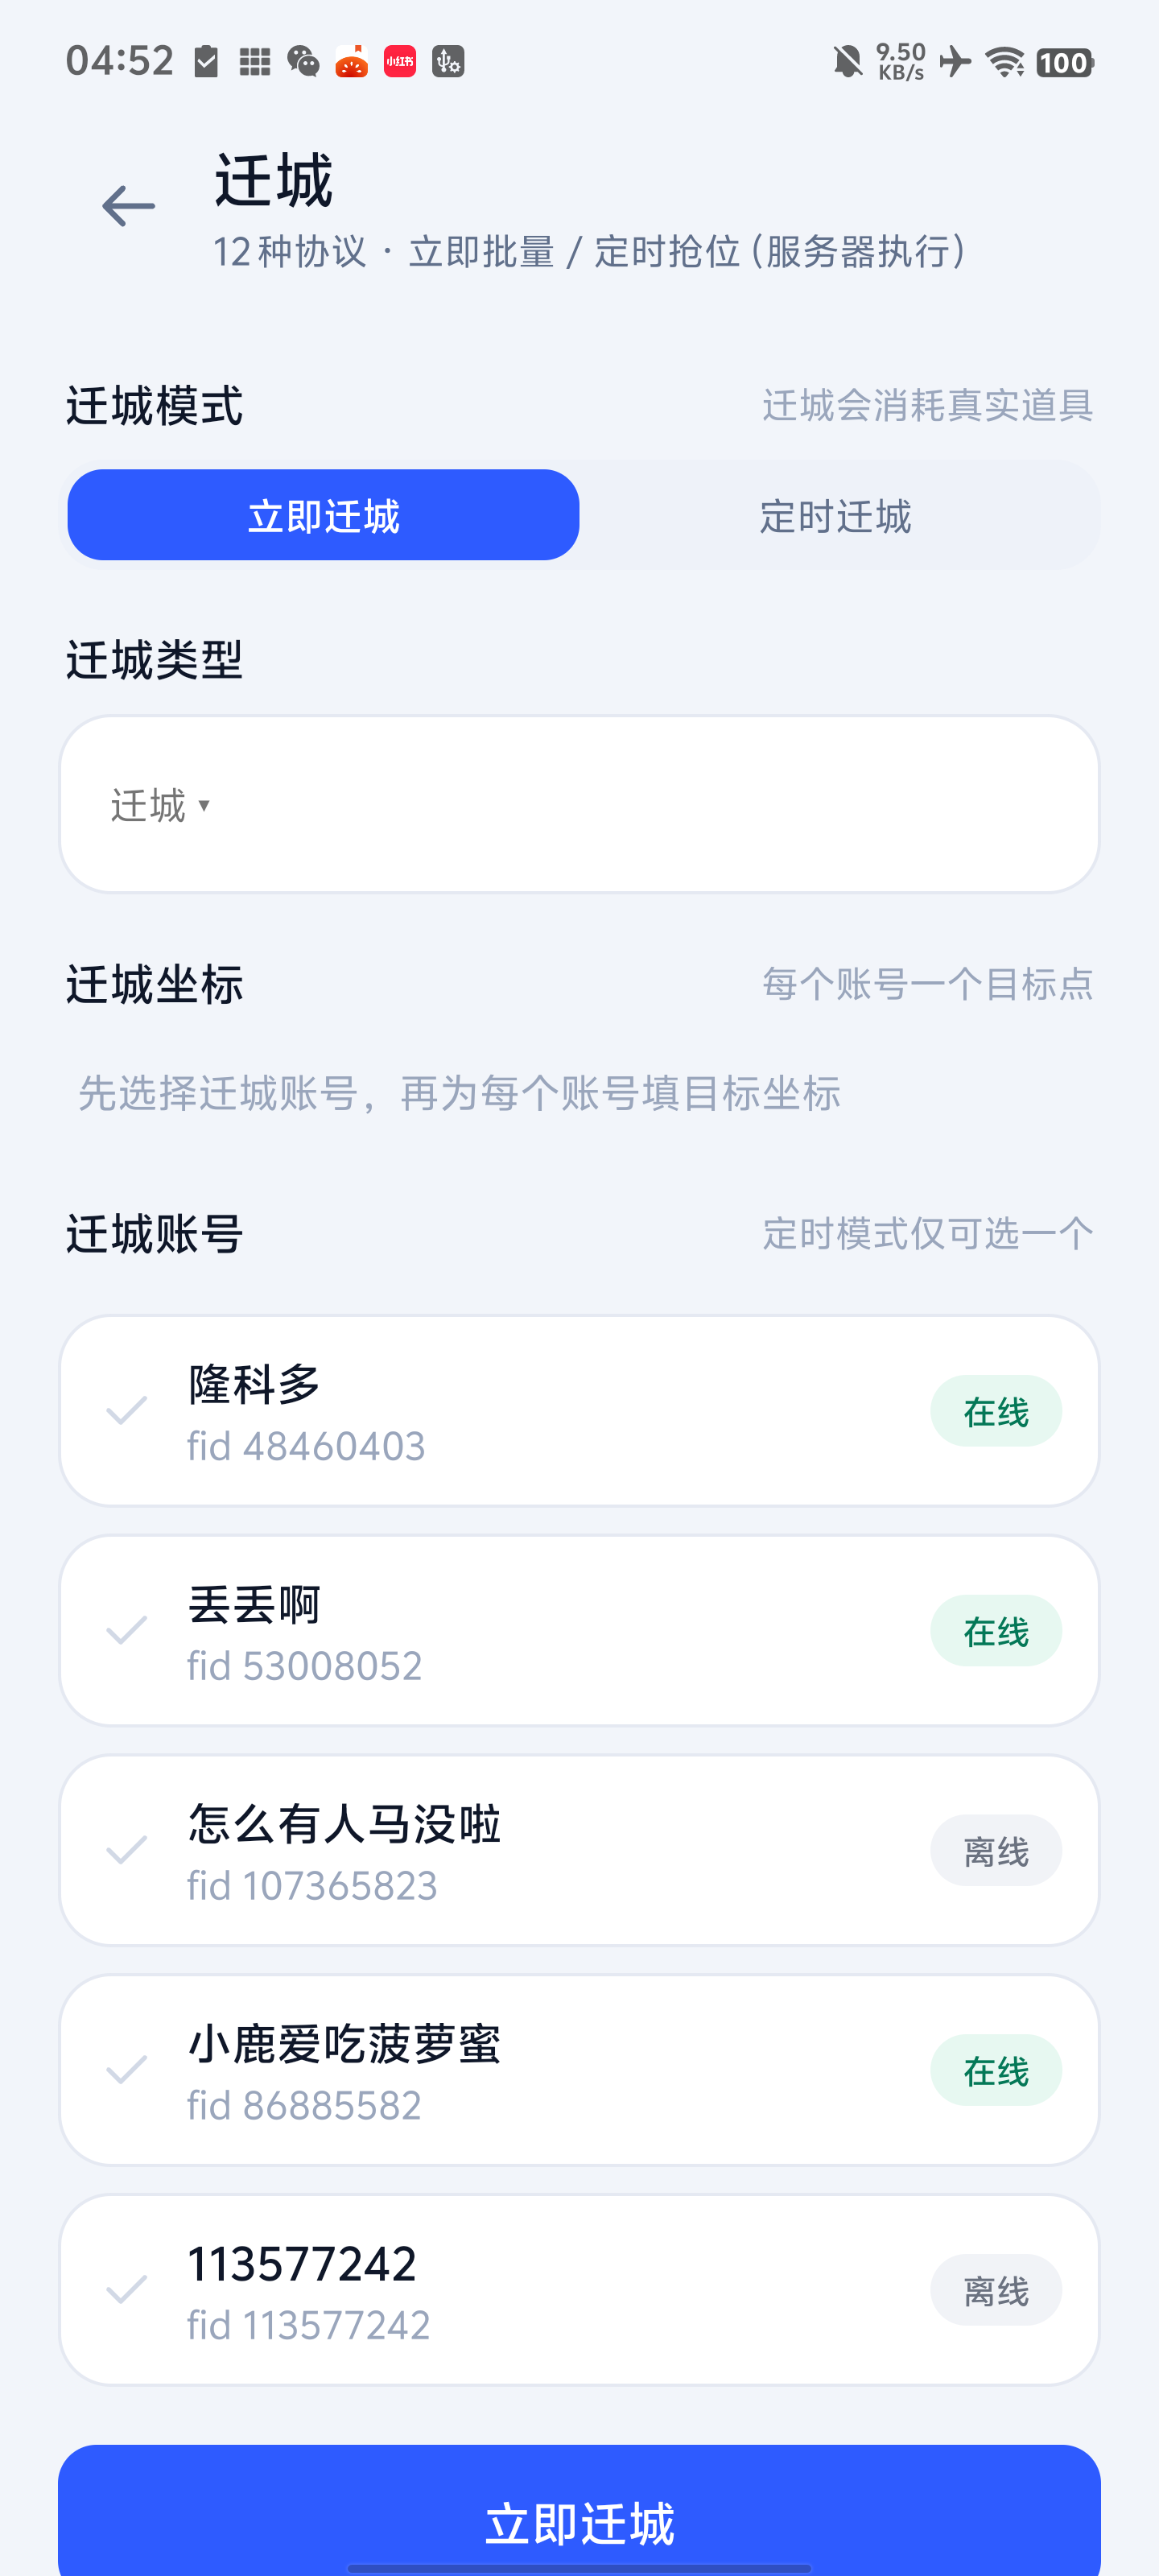 04:52
小红书
9.50
KB/s
100
迁城
12种协议 · 立即批量 / 定时抢位 (服务器执行)
迁城模式
迁城会消耗真实道具
立即迁城
定时迁城
迁城类型
迁城 ▾
迁城坐标
每个账号一个目标点
先选择迁城账号，再为每个账号填目标坐标
迁城账号
定时模式仅可选一个
隆科多
在线
fid 48460403
丢丢啊
在线
fid 53008052
怎么有人马没啦
离线
fid 107365823
小鹿爱吃菠萝蜜
在线
fid 86885582
113577242
离线
fid 113577242
立即迁城